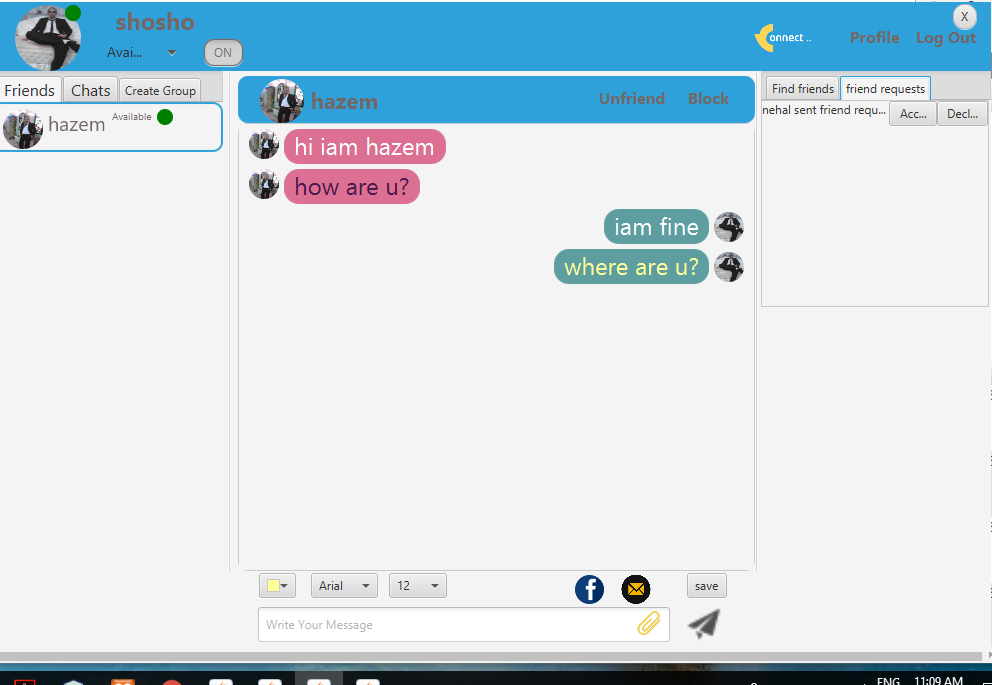 shosho
Avai...
ON
onnect ..
Profile
Log Out
X
Friends
Chats
Create Group
hazem
Available
hazem
Unfriend
Block
hi iam hazem
how are u?
iam fine
where are u?
Find friends
friend requests
nehal sent friend requ...
Acc...
Decl...
Arial
12
f
save
Write Your Message
ENG
11:09 AM